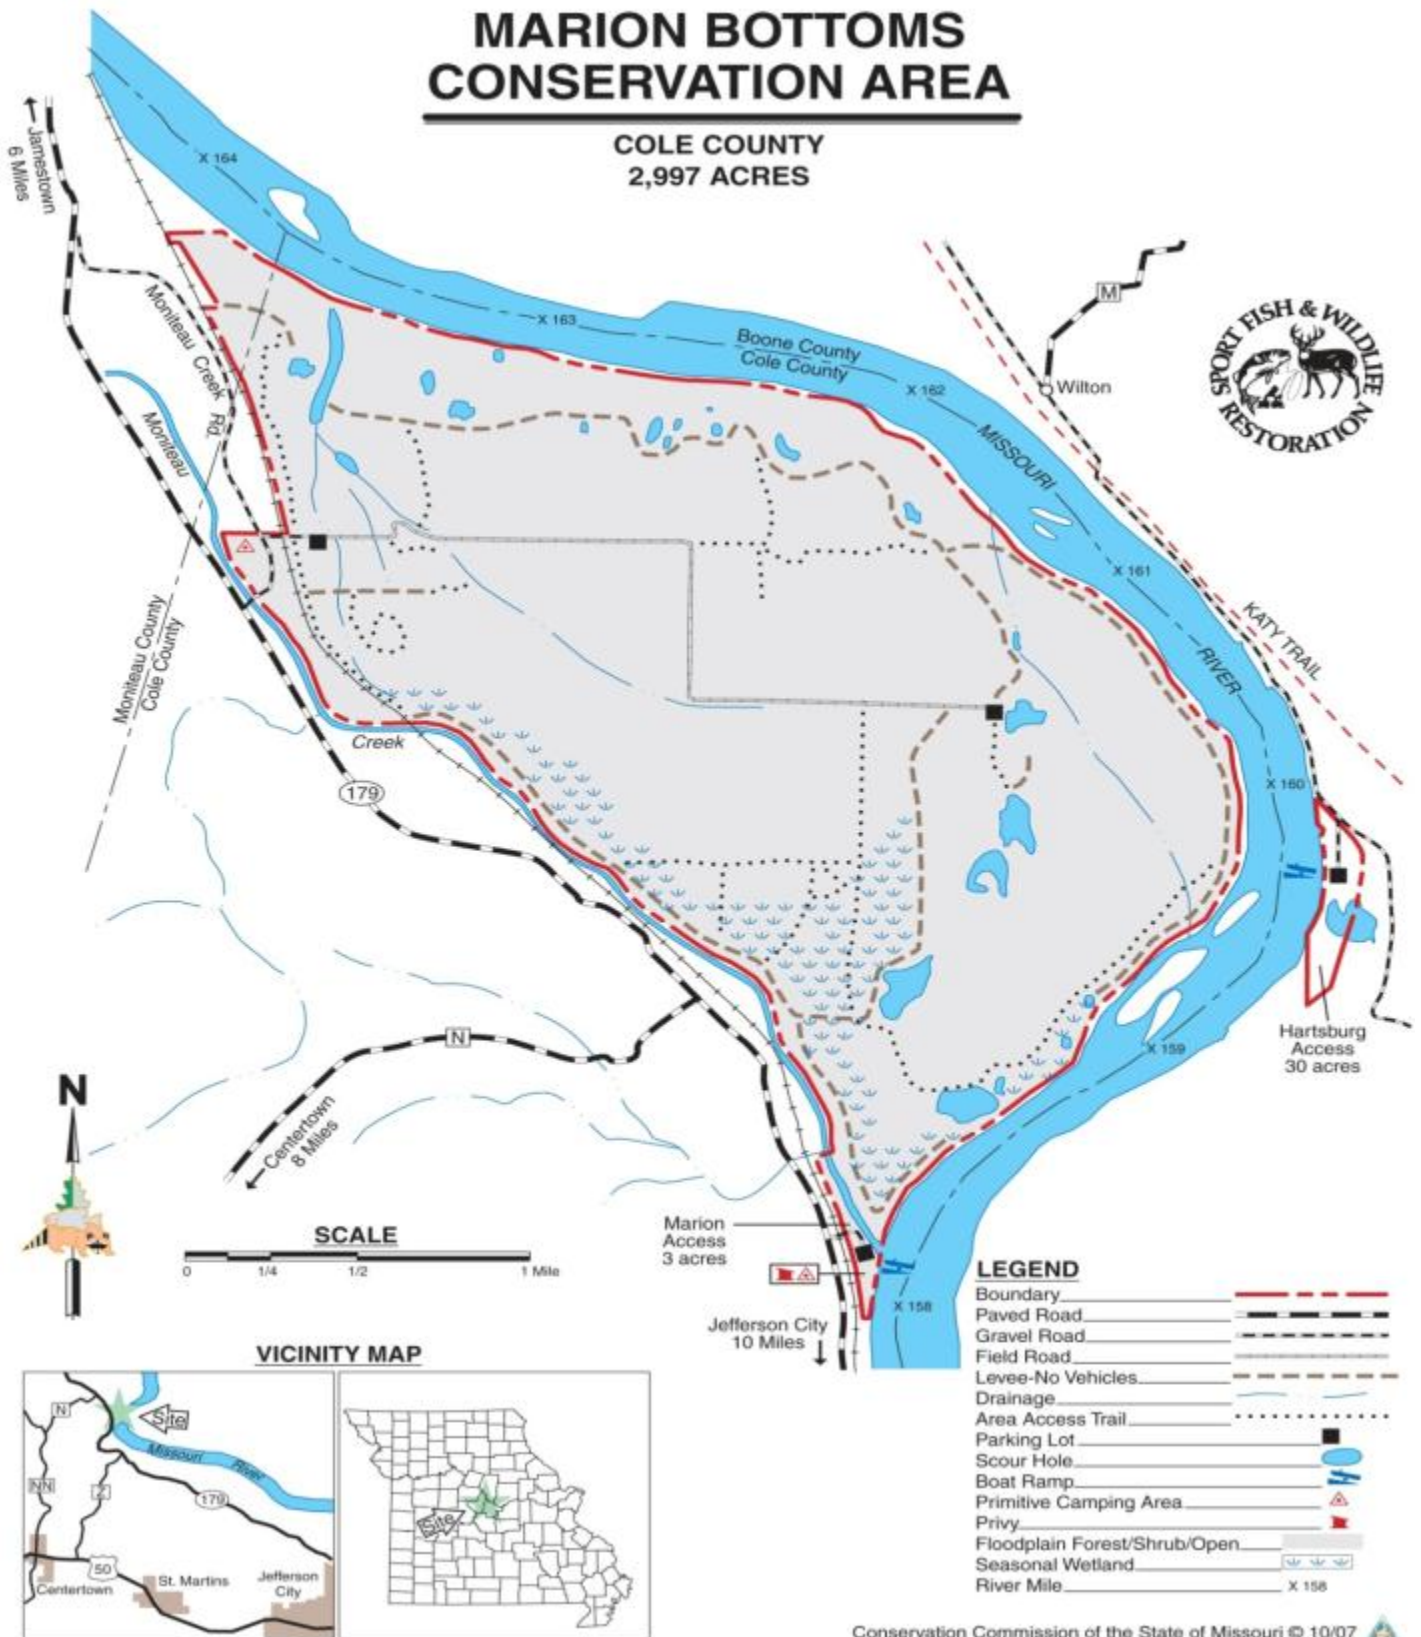 MARION BOTTOMS
CONSERVATION AREA
COLE COUNTY
2,997 ACRES
Jamestown
6 Miles
X 164
Moniteau Creek Rd.
Moniteau
X 163
Boone County
Cole County
X 162
M
Wilton
SPORT FISH & WILDLIFE
RESTORATION
MISSOURI
RIVER
X 161
KATY TRAIL
Moniteau County
Cole County
Creek
179
X 160
Hartsburg
Access
30 acres
X 159
N
N
Centertown
8 Miles
SCALE
0 1/4 1/2 1 Mile
Marion
Access
3 acres
Jefferson City
10 Miles
X 158
LEGEND
Boundary
Paved Road
Gravel Road
Field Road
Levee-No Vehicles
Drainage
Area Access Trail
Parking Lot
Scour Hole
Boat Ramp
Primitive Camping Area
Privy
Floodplain Forest/Shrub/Open
Seasonal Wetland
River Mile X 158
VICINITY MAP
N
Site
Missouri River
NN
Z
179
50
Centertown
St. Martins
Jefferson
City
Site
Conservation Commission of the State of Missouri © 10/07